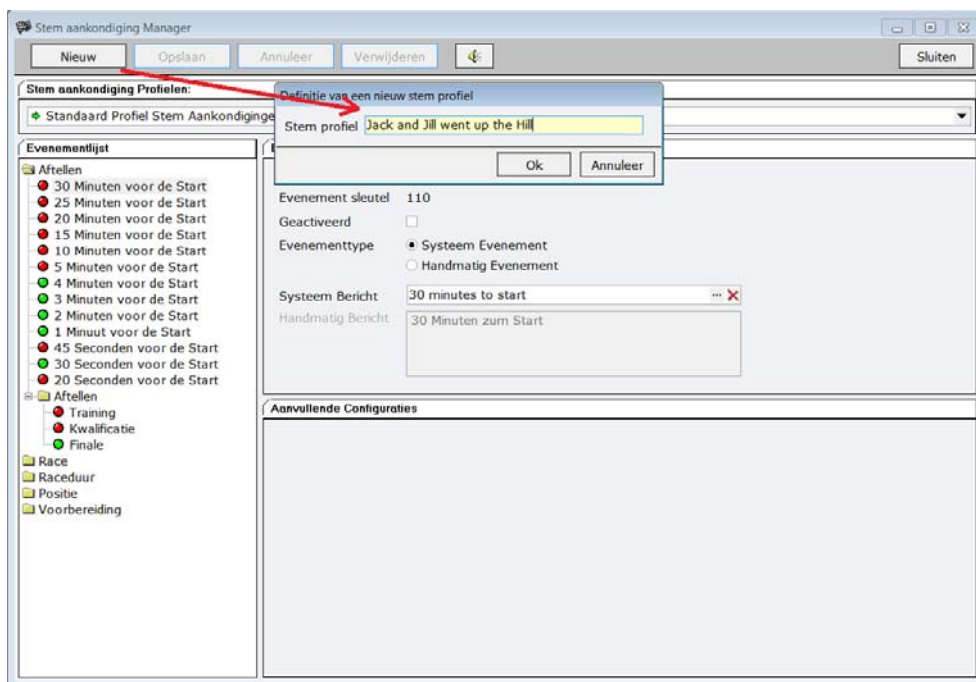 Stem aankondiging Manager
Nieuw
Opslaan
Annuleer
Verwijderen
Sluiten
Stem aankondiging Profielen:
Standaard Profiel Stem Aankondiginge
Definitie van een nieuw stem profiel
Stem profiel Jack and Jill went up the Hill
Ok
Annuleer
Evenementlijst
Aftellen
30 Minuten voor de Start
25 Minuten voor de Start
20 Minuten voor de Start
15 Minuten voor de Start
10 Minuten voor de Start
5 Minuten voor de Start
4 Minuten voor de Start
3 Minuten voor de Start
2 Minuten voor de Start
1 Minuut voor de Start
45 Seconden voor de Start
30 Seconden voor de Start
20 Seconden voor de Start
Aftellen
Training
Kwalificatie
Finale
Race
Raceduur
Positie
Voorbereiding
Evenement sleutel 110
Geactiveerd
Evenementtype Systeem Evenement
Handmatig Evenement
Systeem Bericht 30 minutes to start ...
Handmatig Bericht 30 Minuten zum Start
Aanvullende Configuraties